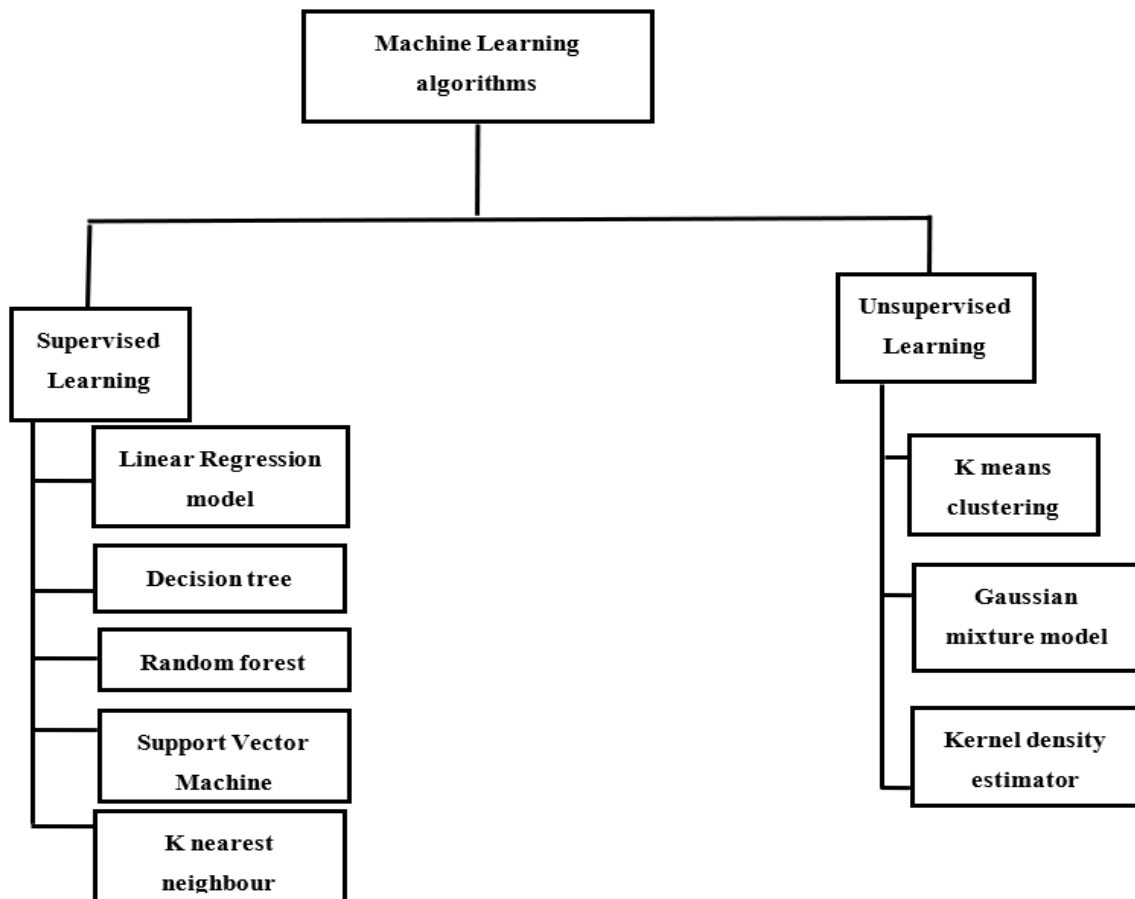 Machine Learning
algorithms
Supervised
Learning
Linear Regression
model
Decision tree
Random forest
Support Vector
Machine
K nearest
neighbour
Unsupervised
Learning
K means
clustering
Gaussian
mixture model
Kernel density
estimator